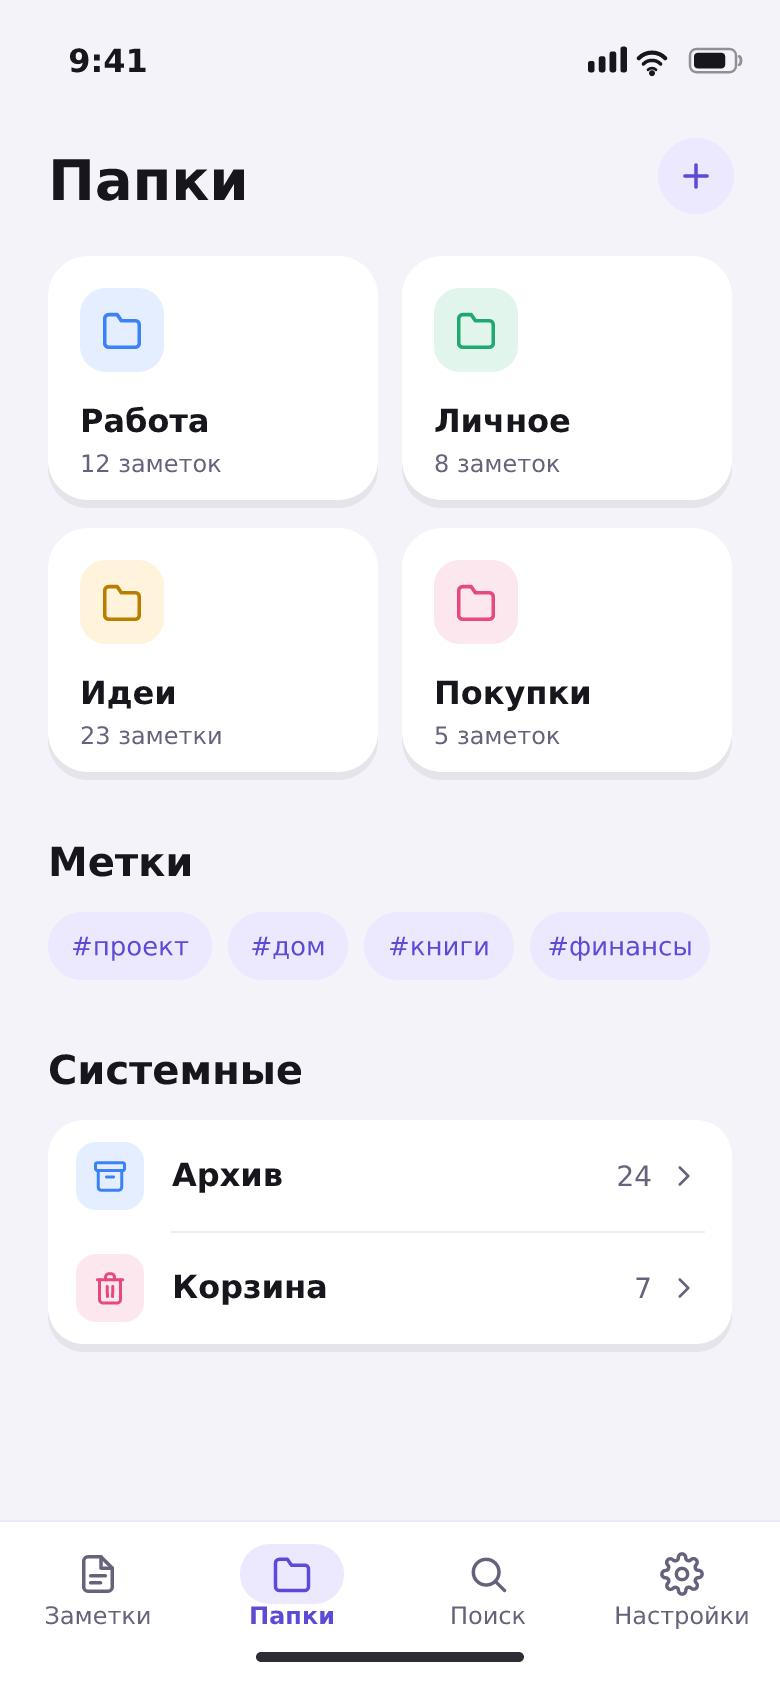 9:41
Папки
Работа
12 заметок
Личное
8 заметок
Идеи
23 заметки
Покупки
5 заметок
Метки
#проект #дом #книги #финансы
Системные
Архив 24
Корзина 7
Заметки Папки Поиск Настройки